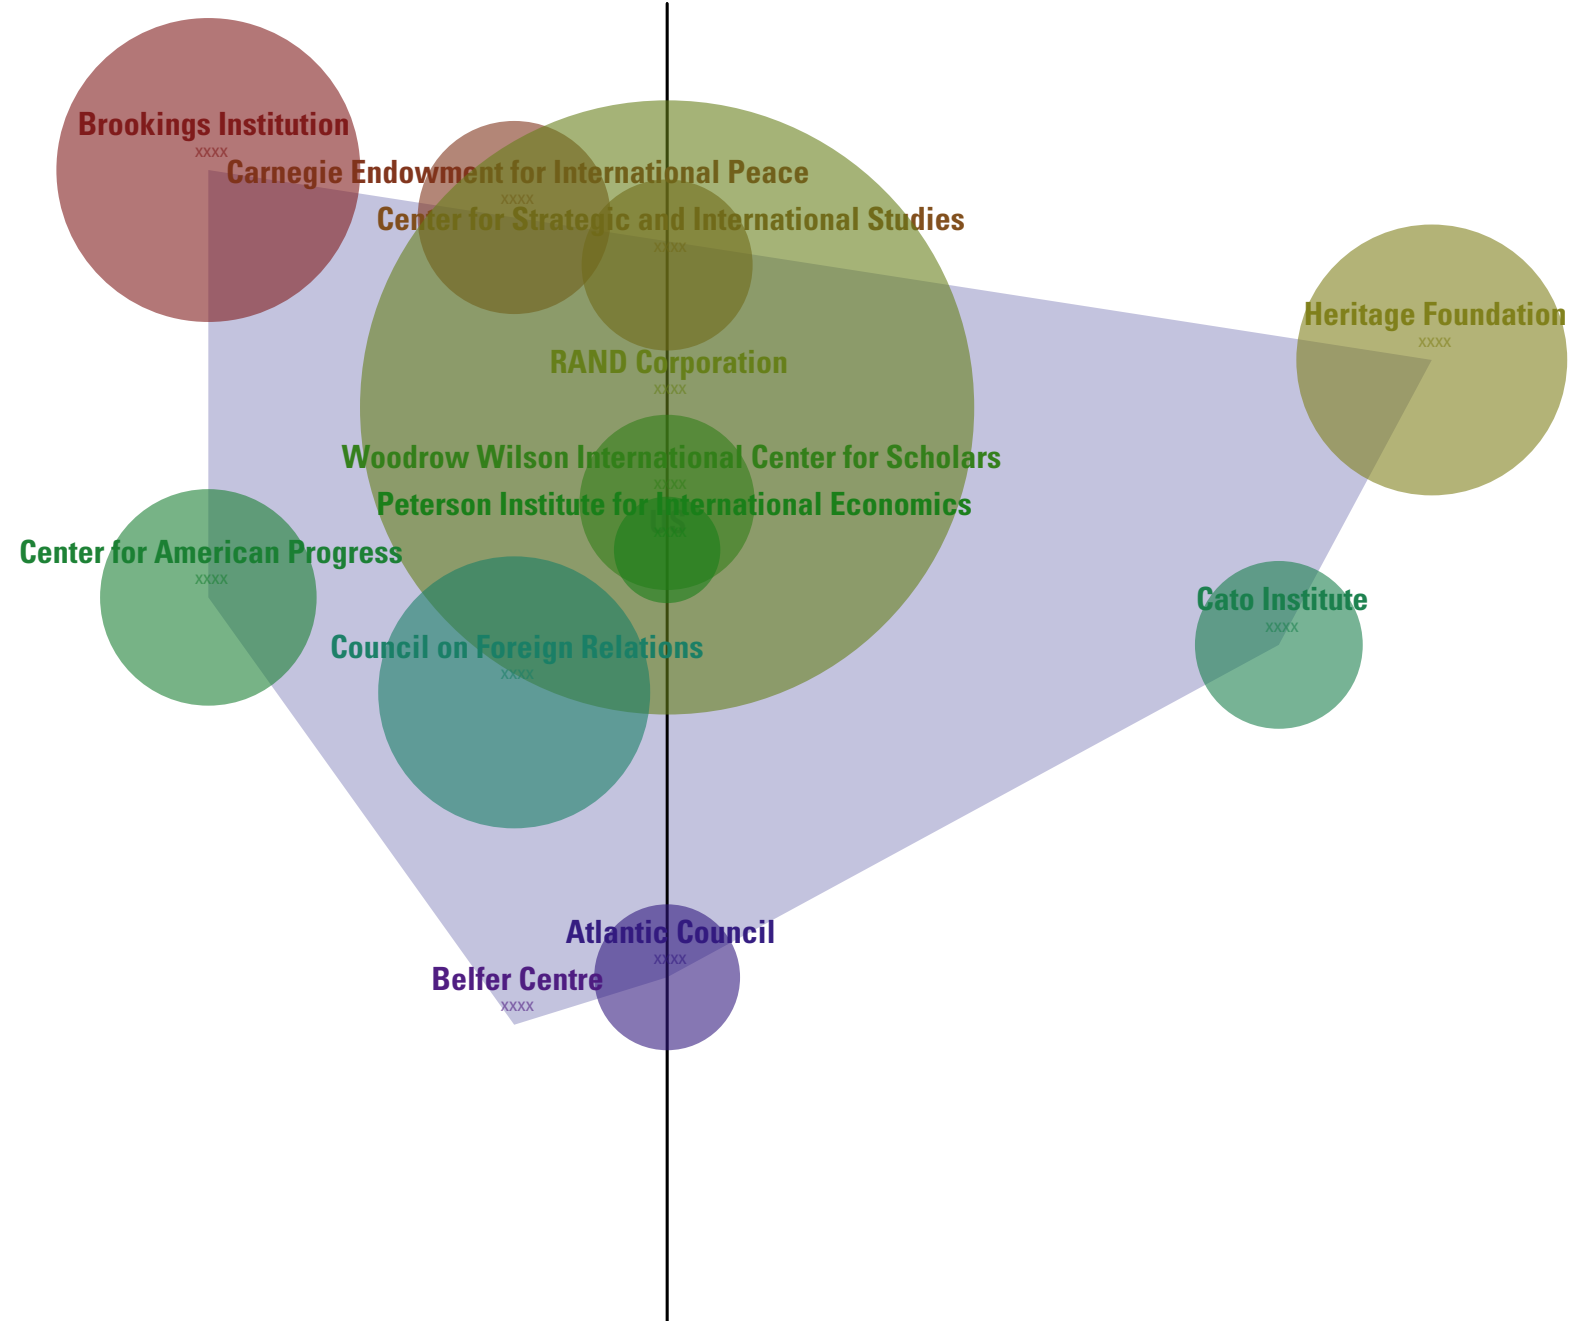 Brookings Institution
xxxx
Carnegie Endowment for International Peace
xxxx
Center for Strategic and International Studies
xxxx
Heritage Foundation
xxxx
RAND Corporation
xxxx
Woodrow Wilson International Center for Scholars
xxxx
Peterson Institute for International Economics
US
Center for American Progress
xxxx
Cato Institute
xxxx
Council on Foreign Relations
xxxx
Atlantic Council
xxxx
Belfer Centre
xxxx